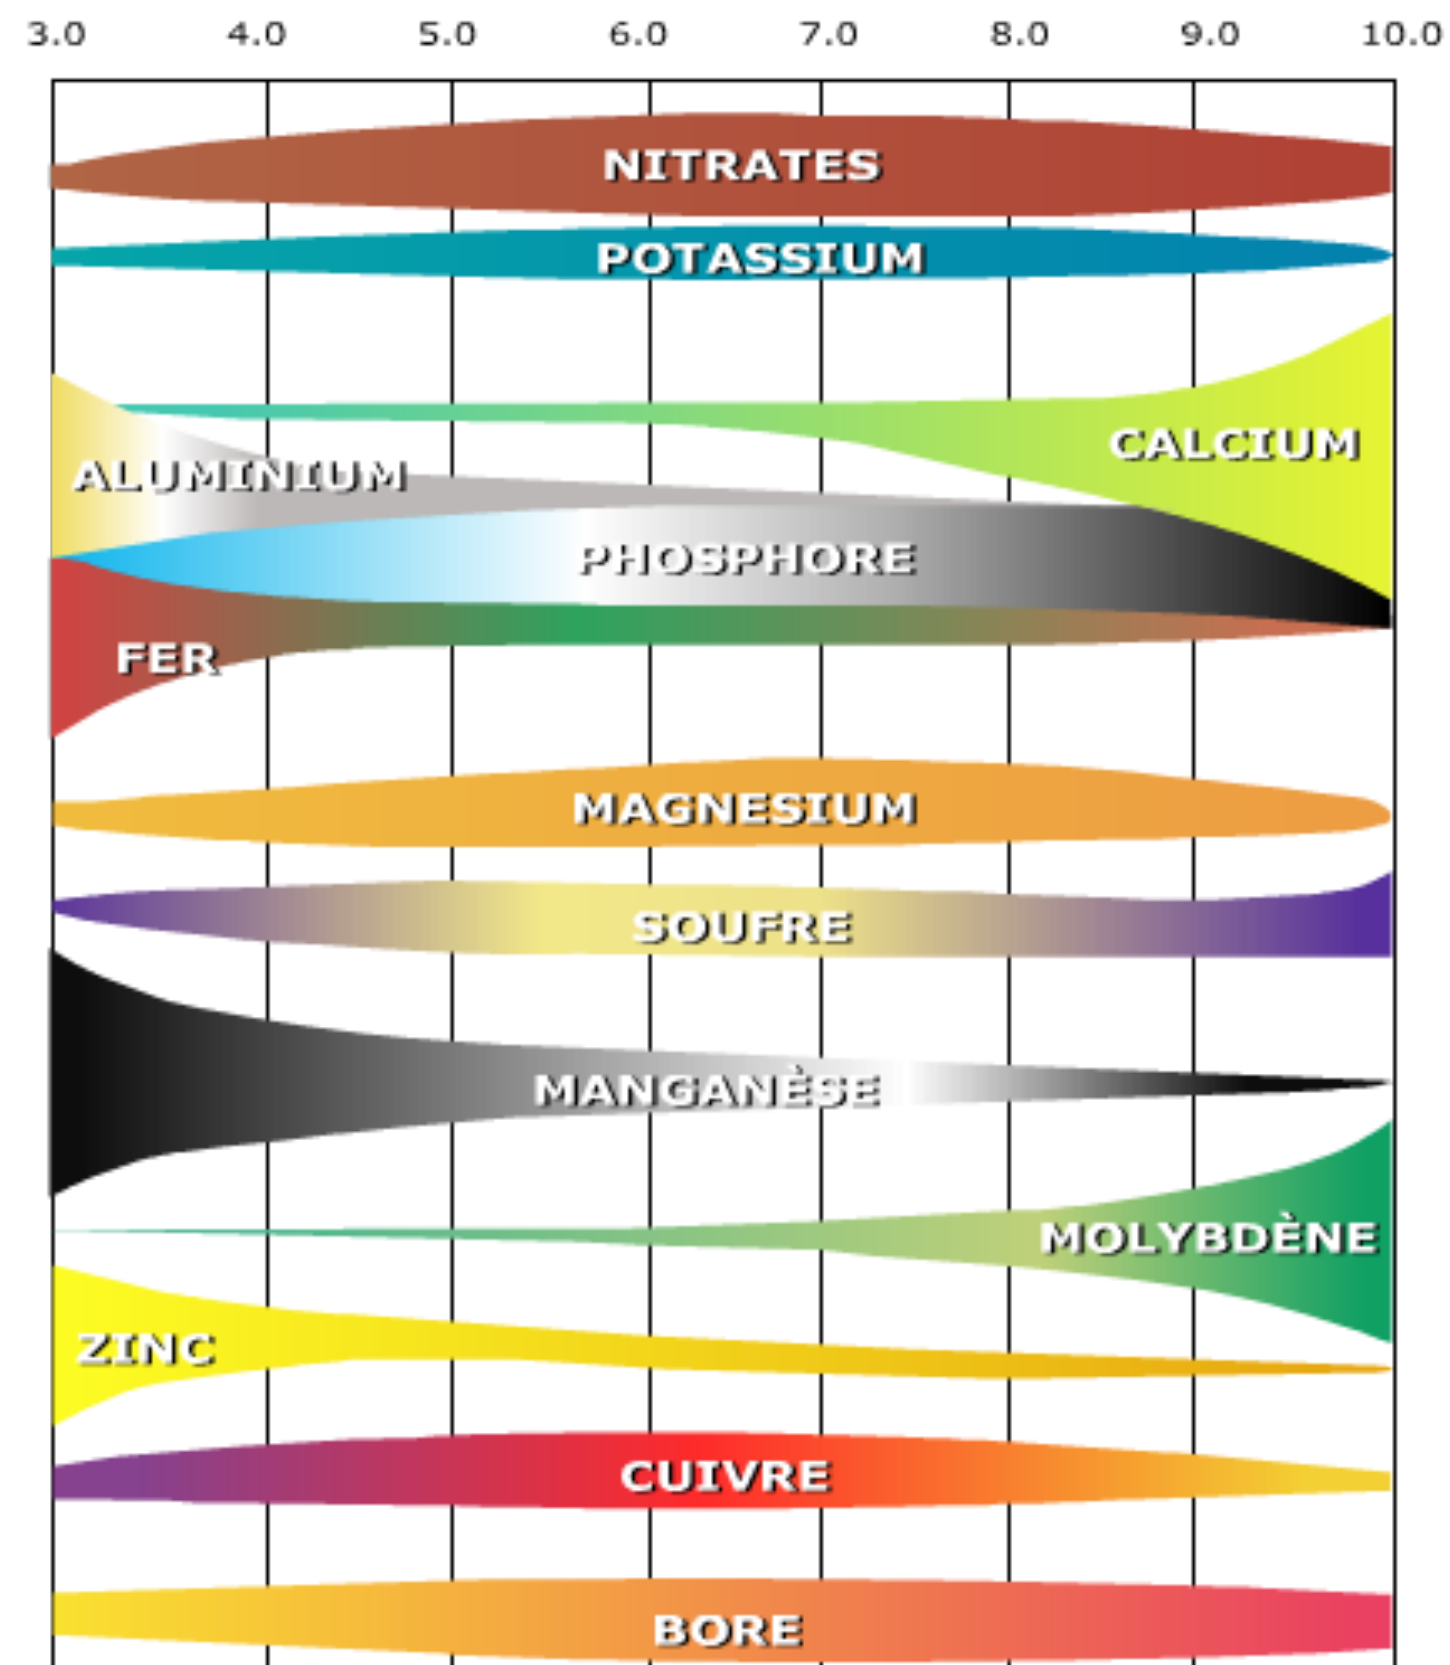 3.0 4.0 5.0 6.0 7.0 8.0 9.0 10.0
NITRATES
POTASSIUM
CALCIUM
ALUMINIUM
PHOSPHORE
FER
MAGNESIUM
SOUFRE
MANGANÈSE
MOLYBDÈNE
ZINC
CUIVRE
BORE